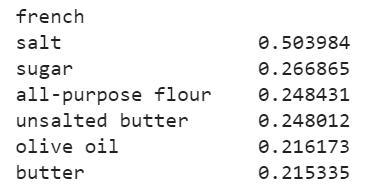 french
salt 0.503984
sugar 0.266865
all-purpose flour 0.248431
unsalted butter 0.248012
olive oil 0.216173
butter 0.215335